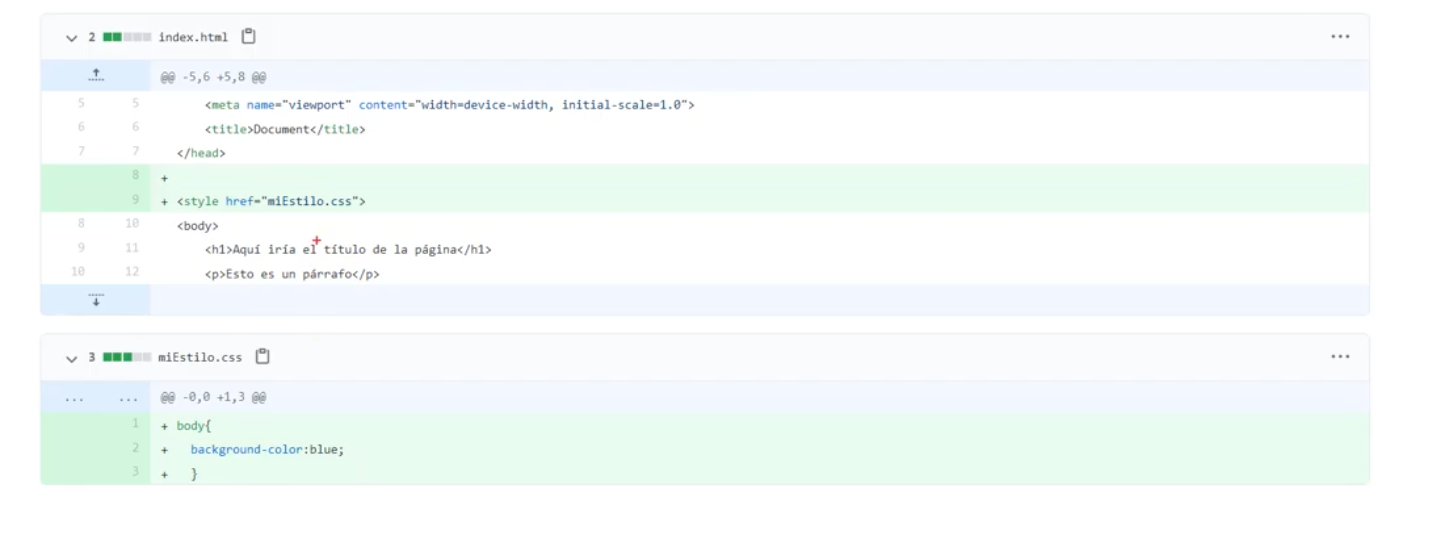 2 index.html
@@ -5,6 +5,8 @@
5 5 <meta name="viewport" content="width=device-width, initial-scale=1.0">
6 6 <title>Document</title>
7 7 </head>
8 +
9 + <style href="miEstilo.css">
8 10 <body>
9 11 <h1>Aquí iría el título de la página</h1>
10 12 <p>Esto es un párrafo</p>
3 miEstilo.css
... ... @@ -0,0 +1,3 @@
1 + body{
2 + background-color:blue;
3 + }